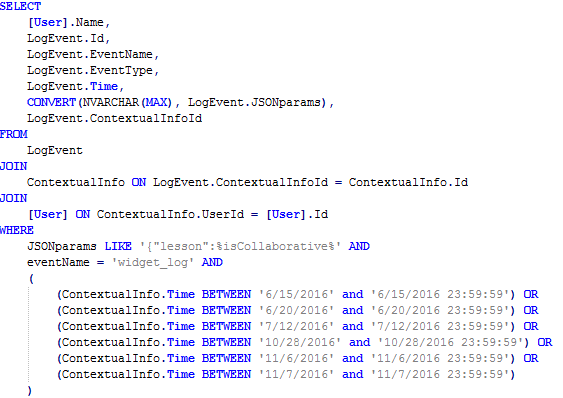 SELECT
[User].Name,
LogEvent.Id,
LogEvent.EventName,
LogEvent.EventType,
LogEvent.Time,
CONVERT(NVARCHAR(MAX), LogEvent.JSONparams),
LogEvent.ContextualInfoId
FROM
LogEvent
JOIN
ContextualInfo ON LogEvent.ContextualInfoId = ContextualInfo.Id
JOIN
[User] ON ContextualInfo.UserId = [User].Id
WHERE
JSONparams LIKE '{"lesson":%isCollaborative%' AND
eventName = 'widget_log' AND
(
(ContextualInfo.Time BETWEEN '6/15/2016' and '6/15/2016 23:59:59') OR
(ContextualInfo.Time BETWEEN '6/20/2016' and '6/20/2016 23:59:59') OR
(ContextualInfo.Time BETWEEN '7/12/2016' and '7/12/2016 23:59:59') OR
(ContextualInfo.Time BETWEEN '10/28/2016' and '10/28/2016 23:59:59') OR
(ContextualInfo.Time BETWEEN '11/6/2016' and '11/6/2016 23:59:59') OR
(ContextualInfo.Time BETWEEN '11/7/2016' and '11/7/2016 23:59:59')
)